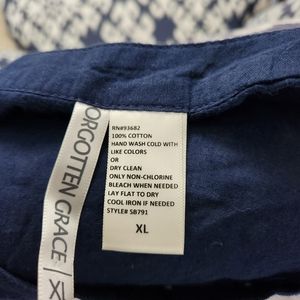 RN#93682
100% COTTON
HAND WASH COLD WITH
LIKE COLORS
OR
DRY CLEAN
ONLY NON-CHLORINE
BLEACH WHEN NEEDED
LAY FLAT TO DRY
COOL IRON IF NEEDED
STYLE# SB791
XL
ORGOTTEN GRACE | X